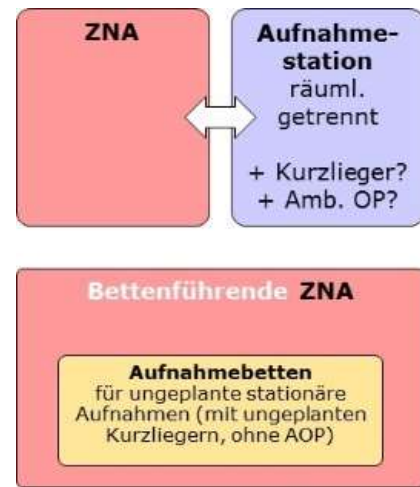 ZNA
Aufnahme-
station
räuml.
getrennt
+ Kurzlieger?
+ Amb. OP?
Bettenführende ZNA
Aufnahmebetten
für ungeplante stationäre
Aufnahmen (mit ungeplanten
Kurzliegern, ohne AOP)